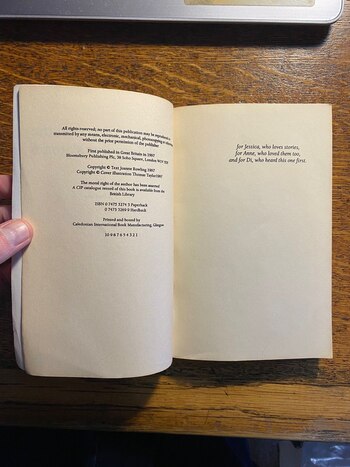 All rights reserved; no part of this publication may be reproduced or
transmitted by any means, electronic, mechanical, photocopying or otherwise,
without the prior permission of the publisher
First published in Great Britain in 1997
Bloomsbury Publishing Plc, 38 Soho Square, London, W1V 5DF
Copyright © Text Joanne Rowling 1997
Copyright © Cover Illustration Thomas Taylor 1997
The moral right of the author has been asserted
A CIP catalogue record of this book is available from the
British Library
ISBN 0 7475 3274 5 Paperback
0 7475 3269 9 Hardback
Printed and bound by
Caledonian International Book Manufacturing, Glasgow
10 9 8 7 6 5 4 3 2 1
for Jessica, who loves stories,
for Anne, who loved them too,
and for Di, who heard this one first.